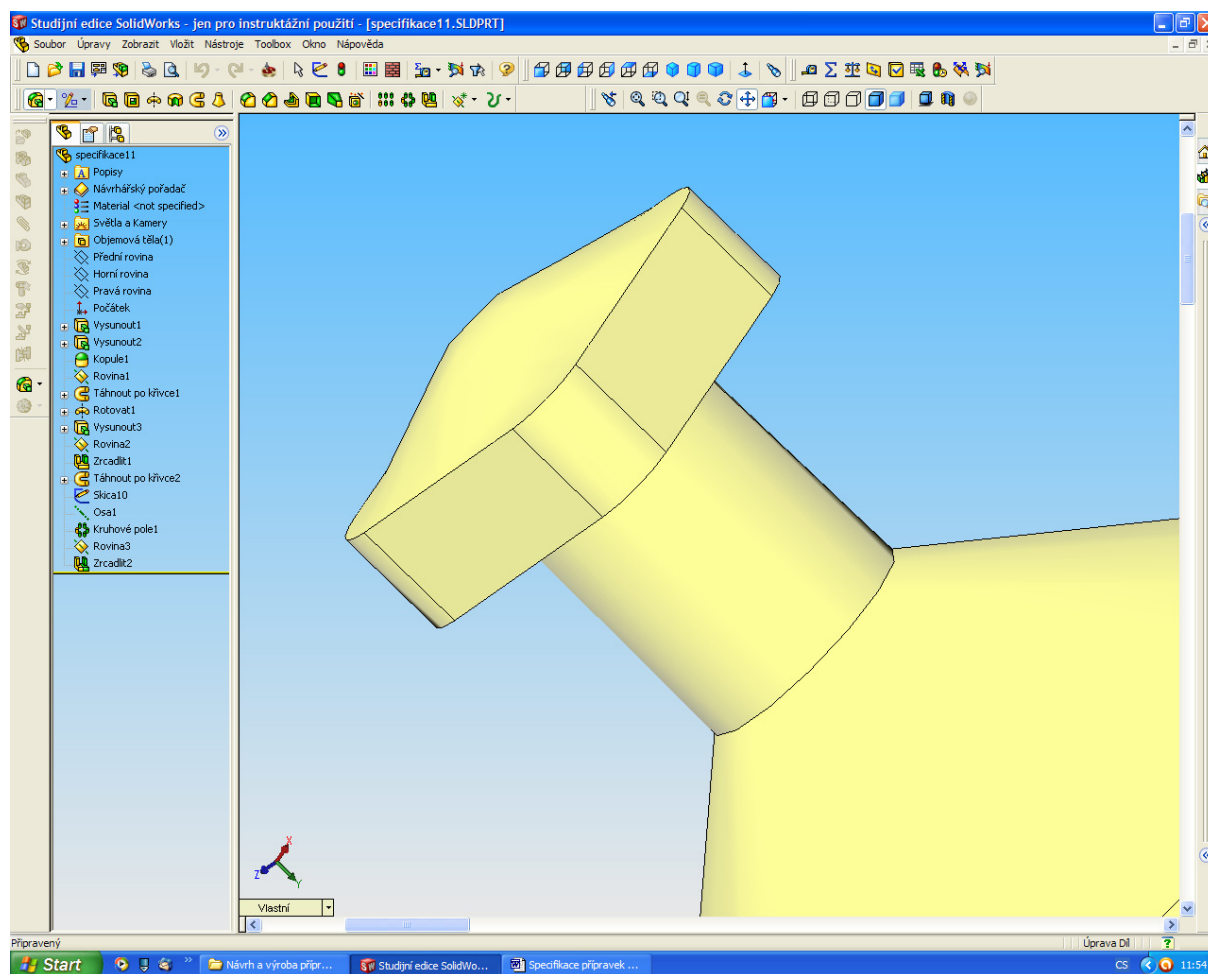 Studijní edice SolidWorks - jen pro instruktážní použití - [specifikace11.SLDPRT]
Soubor Úpravy Zobrazit Vložit Nástroje Toolbox Okno Nápověda
specifikace11
Popisy
Návrhářský pořadač
Material <not specified>
Světla a Kamery
Objemová těla(1)
Přední rovina
Horní rovina
Pravá rovina
Počátek
Vysunout1
Vysunout2
Kopule1
Rovina1
Táhnout po křivce1
Rotovat1
Vysunout3
Rovina2
Zrcadlit1
Táhnout po křivce2
Skica10
Osa1
Kruhové pole1
Rovina3
Zrcadlit2
X
Z
Y
Vlastní
Připravený
Úprava Díl
Start
Návrh a výroba přípr...
Studijní edice SolidWo...
Specifikace přípravek ...
CS
11:54